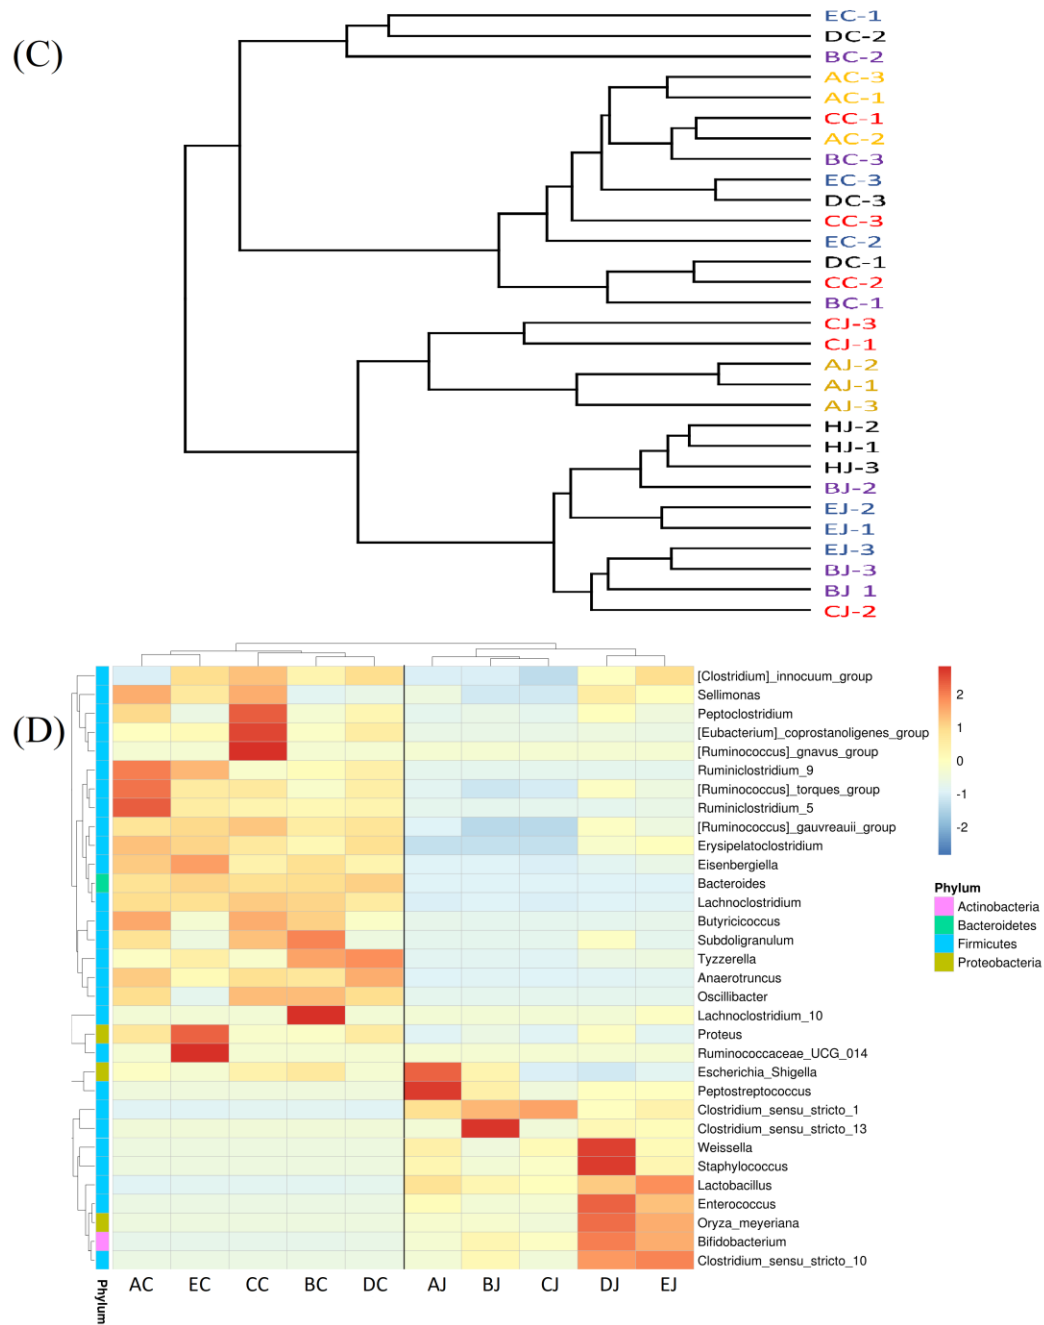 (C)
EC-1
DC-2
BC-2
AC-3
AC-1
CC-1
AC-2
BC-3
EC-3
DC-3
CC-3
EC-2
DC-1
CC-2
BC-1
CJ-3
CJ-1
AJ-2
AJ-1
AJ-3
HJ-2
HJ-1
HJ-3
BJ-2
EJ-2
EJ-1
EJ-3
BJ-3
BJ 1
CJ-2
(D)
[Clostridium]_innocuum_group
Sellimonas
Peptoclostridium
[Eubacterium]_coprostanoligenes_group
[Ruminococcus]_gnavus_group
Ruminiclostridium_9
[Ruminococcus]_torques_group
Ruminiclostridium_5
[Ruminococcus]_gauvreauii_group
Erysipelatoclostridium
Eisenbergiella
Bacteroides
Lachnoclostridium
Butyricicoccus
Subdoligranulum
Tyzzerella
Anaerotruncus
Oscillibacter
Lachnoclostridium_10
Proteus
Ruminococcaceae_UCG_014
Escherichia_Shigella
Peptostreptococcus
Clostridium_sensu_stricto_1
Clostridium_sensu_stricto_13
Weissella
Staphylococcus
Lactobacillus
Enterococcus
Oryza_meyeriana
Bifidobacterium
Clostridium_sensu_stricto_10
2
1
0
-1
-2
Phylum
Actinobacteria
Bacteroidetes
Firmicutes
Proteobacteria
Phylum
AC EC CC BC DC AJ BJ CJ DJ EJ